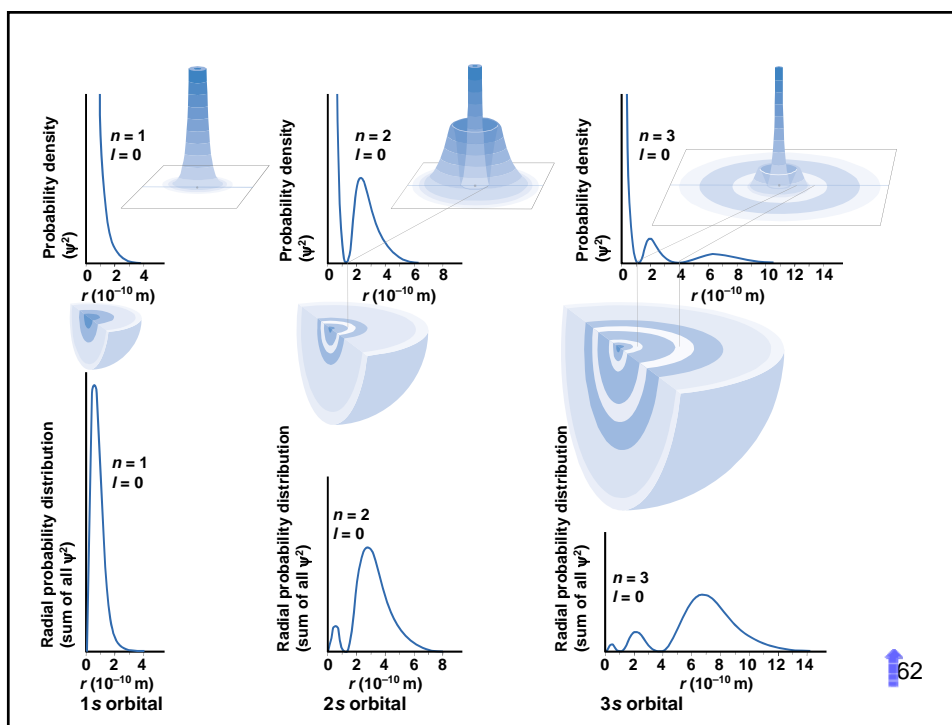 Probability density
(ψ²)
n = 1
l = 0
0 2 4
r (10⁻¹⁰ m)
Probability density
(ψ²)
n = 2
l = 0
0 2 4 6 8
r (10⁻¹⁰ m)
Probability density
(ψ²)
n = 3
l = 0
0 2 4 6 8 10 12 14
r (10⁻¹⁰ m)
Radial probability distribution
(sum of all ψ²)
n = 1
l = 0
0 2 4
r (10⁻¹⁰ m)
1s orbital
Radial probability distribution
(sum of all ψ²)
n = 2
l = 0
0 2 4 6 8
r (10⁻¹⁰ m)
2s orbital
Radial probability distribution
(sum of all ψ²)
n = 3
l = 0
0 2 4 6 8 10 12 14
r (10⁻¹⁰ m)
3s orbital
62